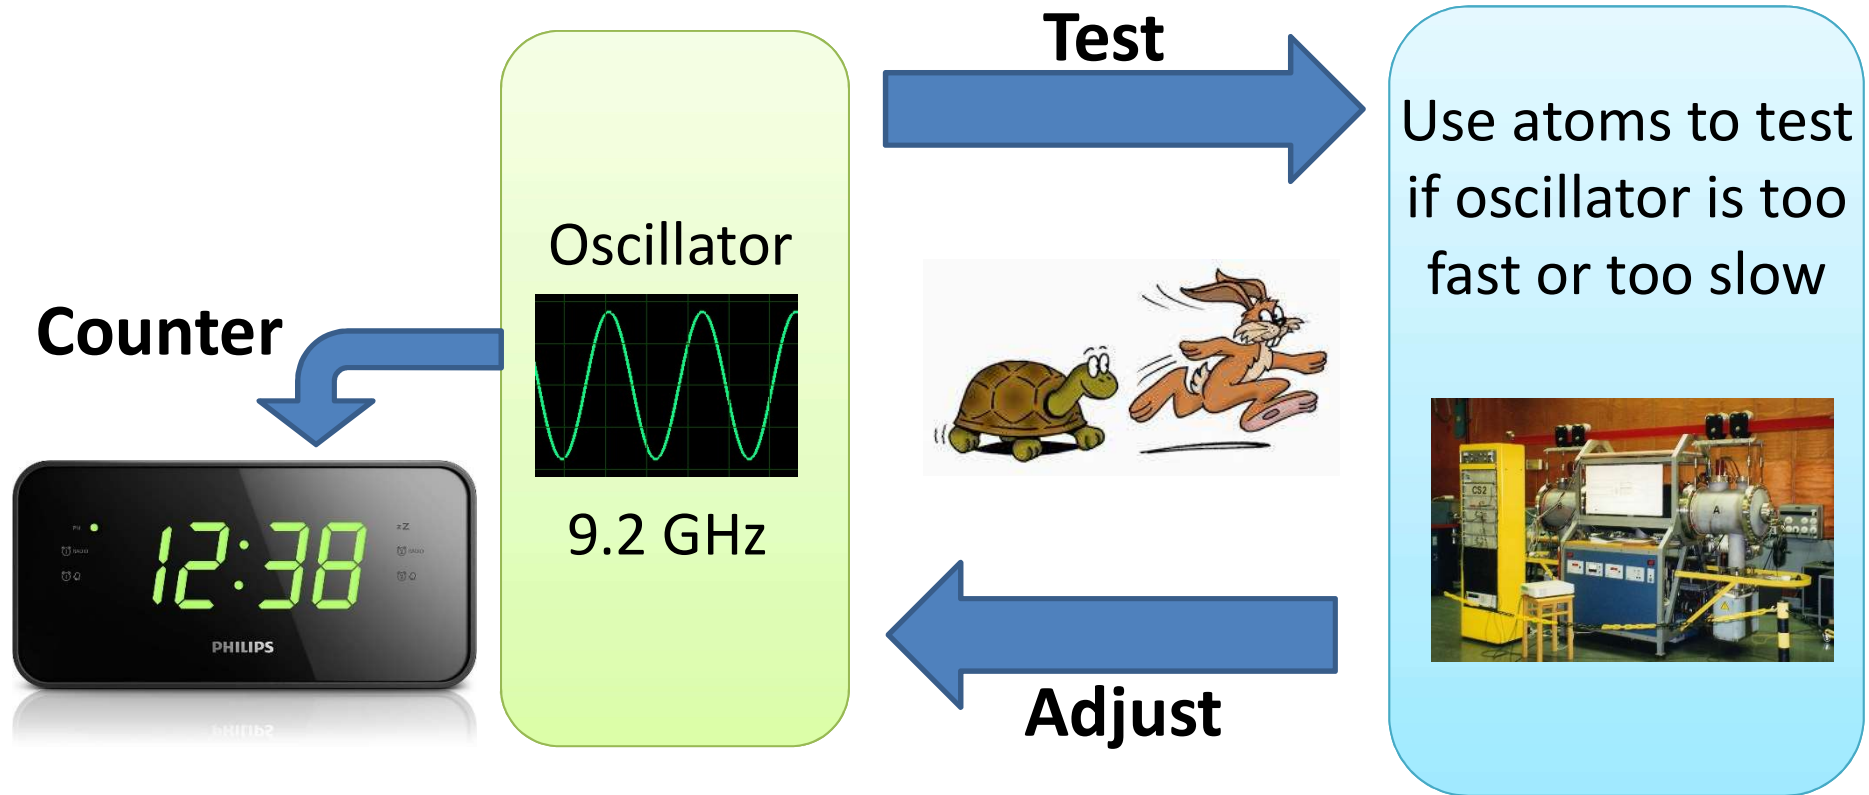 Test
Use atoms to test
if oscillator is too
fast or too slow
Oscillator
Counter
9.2 GHz
12:38
PHILIPS
CS2
A
Adjust